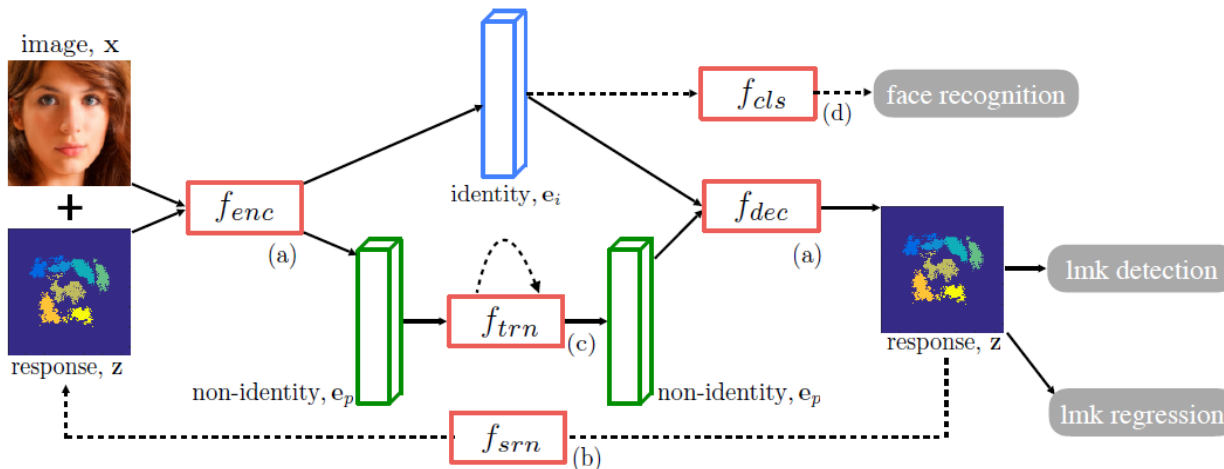 image, x
+
response, z
f_enc
(a)
identity, e_i
non-identity, e_p
f_trn
(c)
non-identity, e_p
f_srn
(b)
f_cls
(d)
face recognition
f_dec
(a)
response, z
lmk detection
lmk regression